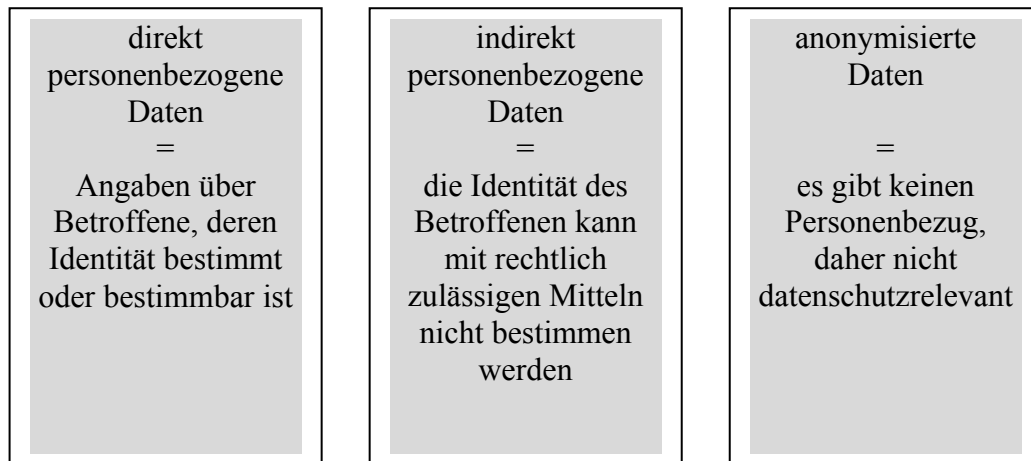 direkt
personenbezogene
Daten
=
Angaben über
Betroffene, deren
Identität bestimmt
oder bestimmbar ist
indirekt
personenbezogene
Daten
=
die Identität des
Betroffenen kann
mit rechtlich
zulässigen Mitteln
nicht bestimmen
werden
anonymisierte
Daten
=
es gibt keinen
Personenbezug,
daher nicht
datenschutzrelevant